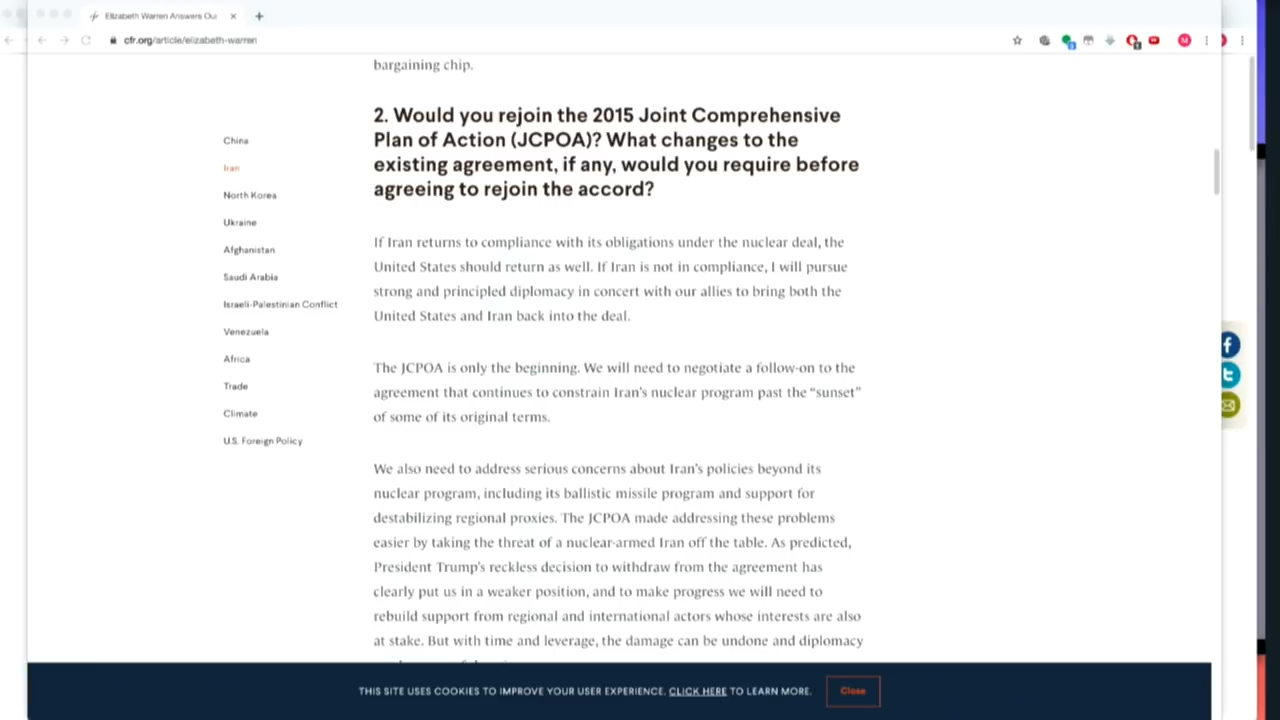 Elizabeth Warren Answers Our
cfr.org/article/elizabeth-warren
bargaining chip.
2. Would you rejoin the 2015 Joint Comprehensive
Plan of Action (JCPOA)? What changes to the
existing agreement, if any, would you require before
agreeing to rejoin the accord?
China
Iran
North Korea
Ukraine
Afghanistan
Saudi Arabia
Israeli-Palestinian Conflict
Venezuela
Africa
Trade
Climate
U.S. Foreign Policy
If Iran returns to compliance with its obligations under the nuclear deal, the
United States should return as well. If Iran is not in compliance, I will pursue
strong and principled diplomacy in concert with our allies to bring both the
United States and Iran back into the deal.
The JCPOA is only the beginning. We will need to negotiate a follow-on to the
agreement that continues to constrain Iran's nuclear program past the “sunset”
of some of its original terms.
We also need to address serious concerns about Iran's policies beyond its
nuclear program, including its ballistic missile program and support for
destabilizing regional proxies. The JCPOA made addressing these problems
easier by taking the threat of a nuclear-armed Iran off the table. As predicted,
President Trump's reckless decision to withdraw from the agreement has
clearly put us in a weaker position, and to make progress we will need to
rebuild support from regional and international actors whose interests are also
at stake. But with time and leverage, the damage can be undone and diplomacy
THIS SITE USES COOKIES TO IMPROVE YOUR USER EXPERIENCE. CLICK HERE TO LEARN MORE.
Close